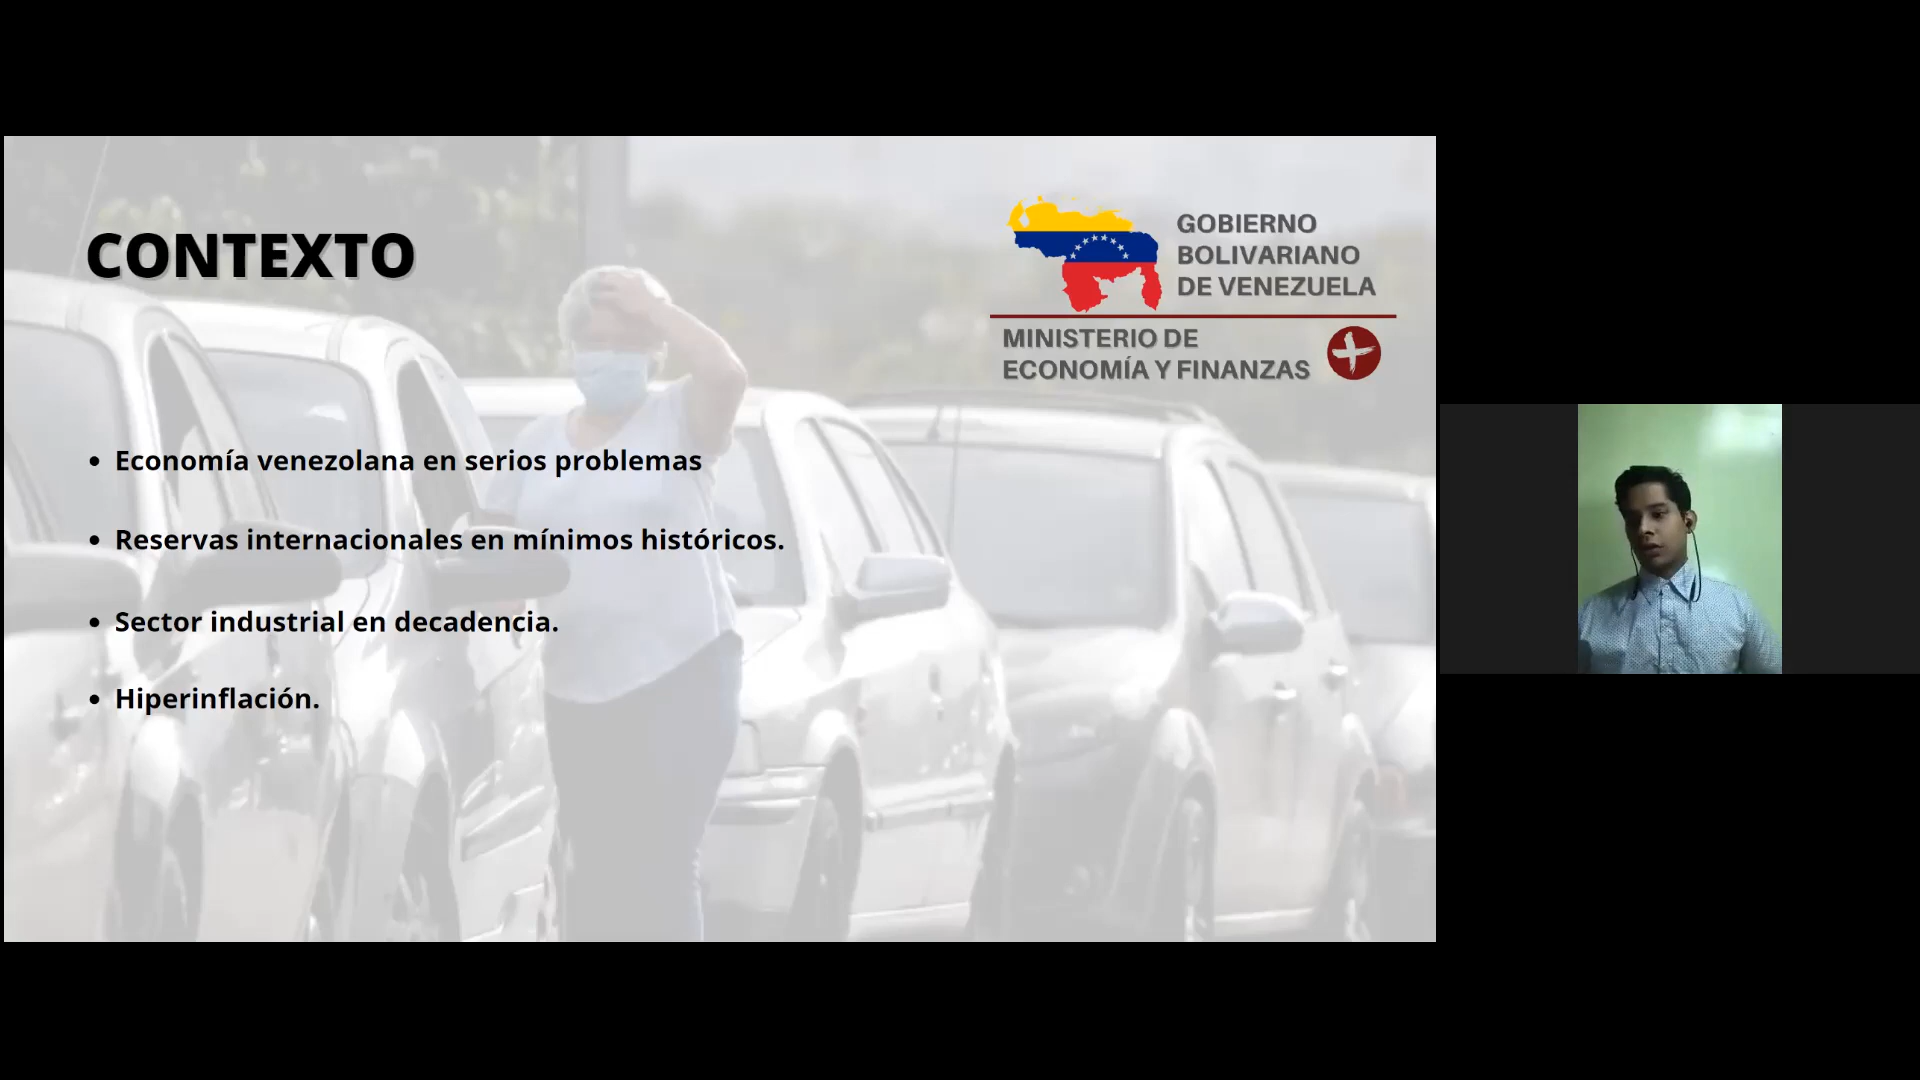 CONTEXTO
GOBIERNO
BOLIVARIANO
DE VENEZUELA
MINISTERIO DE
ECONOMÍA Y FINANZAS
• Economía venezolana en serios problemas
• Reservas internacionales en mínimos históricos.
• Sector industrial en decadencia.
• Hiperinflación.